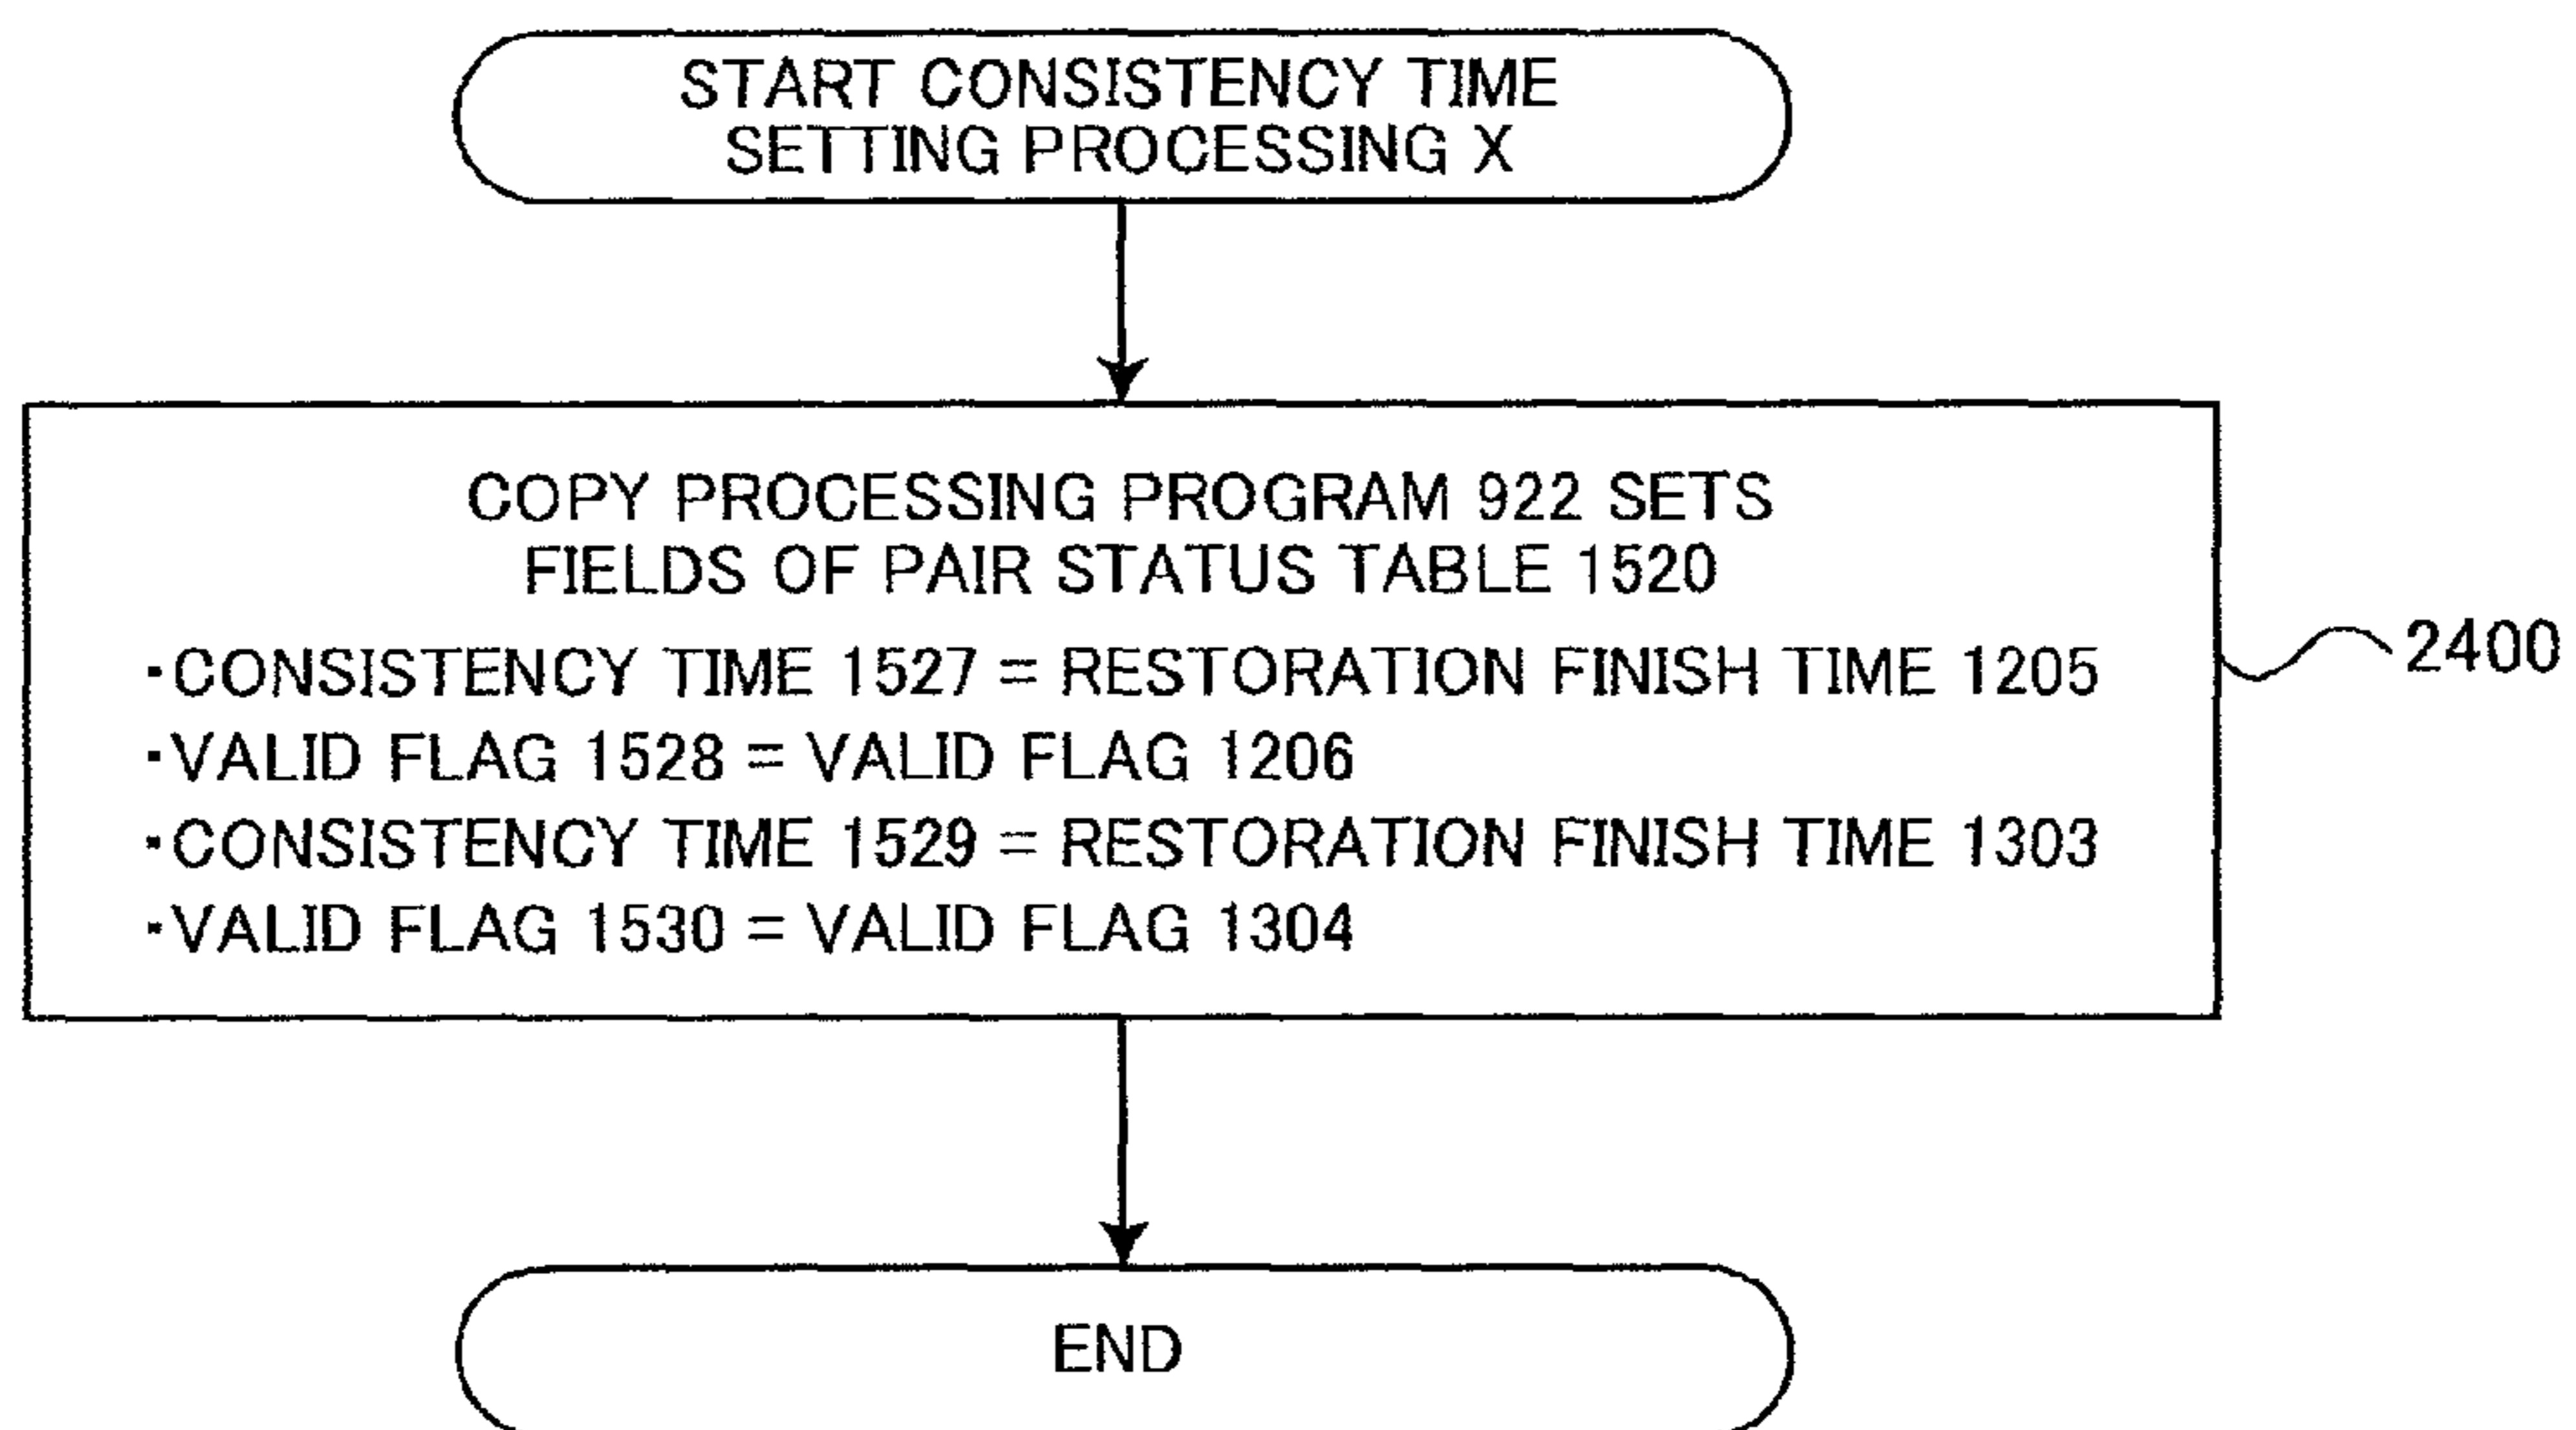 START CONSISTENCY TIME
SETTING PROCESSING X
COPY PROCESSING PROGRAM 922 SETS
FIELDS OF PAIR STATUS TABLE 1520
・CONSISTENCY TIME 1527 = RESTORATION FINISH TIME 1205
・VALID FLAG 1528 = VALID FLAG 1206
・CONSISTENCY TIME 1529 = RESTORATION FINISH TIME 1303
・VALID FLAG 1530 = VALID FLAG 1304
2400
END